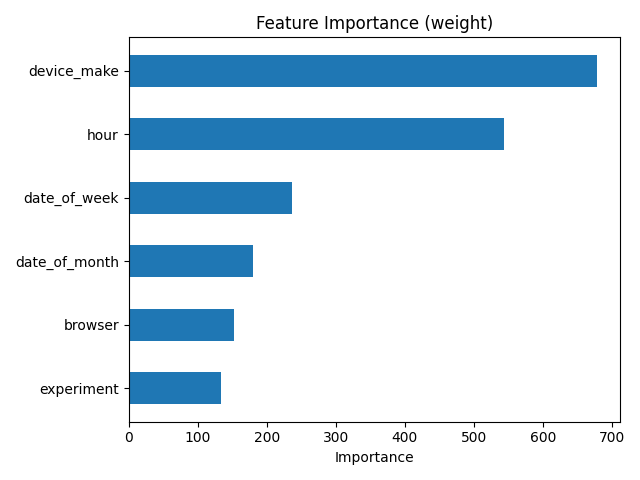 Feature Importance (weight)
device_make
hour
date_of_week
date_of_month
browser
experiment
0 100 200 300 400 500 600 700
Importance